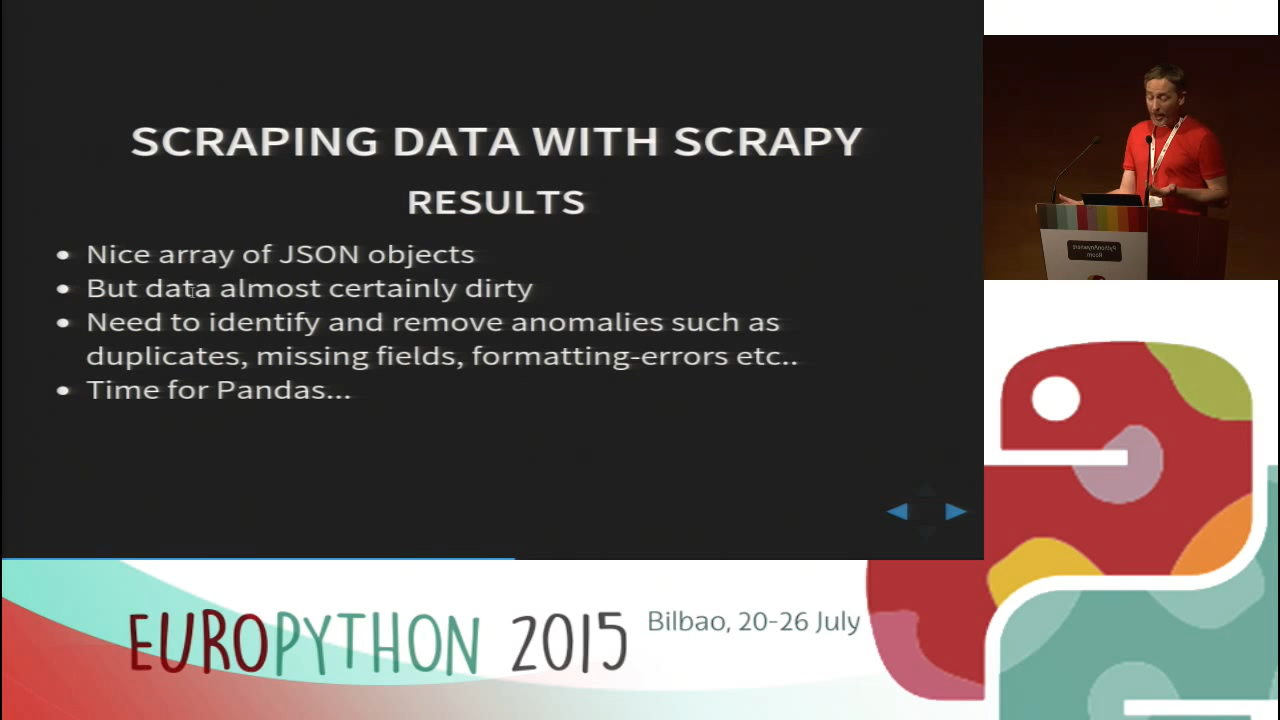 SCRAPING DATA WITH SCRAPY
RESULTS
• Nice array of JSON objects
• But data almost certainly dirty
• Need to identify and remove anomalies such as
duplicates, missing fields, formatting-errors etc..
• Time for Pandas...
PythonAnywhere
Room
EUROPYTHON 2015
Bilbao, 20-26 July